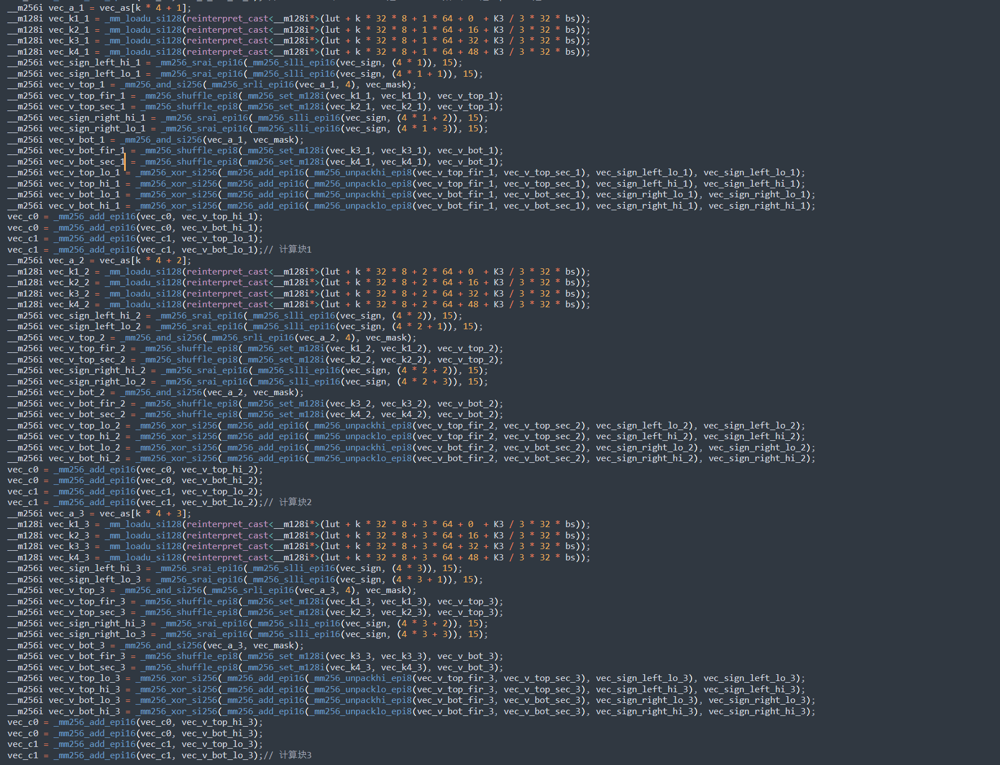 __m256i vec_a_1 = vec_as[k * 4 + 1];
__m128i vec_k1_1 = _mm_loadu_si128(reinterpret_cast<__m128i*>(lut + k * 32 * 8 + 1 * 64 + 0  + K3 / 3 * 32 * bs));
__m128i vec_k2_1 = _mm_loadu_si128(reinterpret_cast<__m128i*>(lut + k * 32 * 8 + 1 * 64 + 16 + K3 / 3 * 32 * bs));
__m128i vec_k3_1 = _mm_loadu_si128(reinterpret_cast<__m128i*>(lut + k * 32 * 8 + 1 * 64 + 32 + K3 / 3 * 32 * bs));
__m128i vec_k4_1 = _mm_loadu_si128(reinterpret_cast<__m128i*>(lut + k * 32 * 8 + 1 * 64 + 48 + K3 / 3 * 32 * bs));
__m256i vec_sign_left_hi_1 = _mm256_srai_epi16(_mm256_slli_epi16(vec_sign, (4 * 1)), 15);
__m256i vec_sign_left_lo_1 = _mm256_srai_epi16(_mm256_slli_epi16(vec_sign, (4 * 1 + 1)), 15);
__m256i vec_v_top_1 = _mm256_and_si256(_mm256_srli_epi16(vec_a_1, 4), vec_mask);
__m256i vec_v_top_fir_1 = _mm256_shuffle_epi8(_mm256_set_m128i(vec_k1_1, vec_k1_1), vec_v_top_1);
__m256i vec_v_top_sec_1 = _mm256_shuffle_epi8(_mm256_set_m128i(vec_k2_1, vec_k2_1), vec_v_top_1);
__m256i vec_sign_right_hi_1 = _mm256_srai_epi16(_mm256_slli_epi16(vec_sign, (4 * 1 + 2)), 15);
__m256i vec_sign_right_lo_1 = _mm256_srai_epi16(_mm256_slli_epi16(vec_sign, (4 * 1 + 3)), 15);
__m256i vec_v_bot_1 = _mm256_and_si256(vec_a_1, vec_mask);
__m256i vec_v_bot_fir_1 = _mm256_shuffle_epi8(_mm256_set_m128i(vec_k3_1, vec_k3_1), vec_v_bot_1);
__m256i vec_v_bot_sec_1 = _mm256_shuffle_epi8(_mm256_set_m128i(vec_k4_1, vec_k4_1), vec_v_bot_1);
__m256i vec_v_top_lo_1 = _mm256_xor_si256(_mm256_add_epi16(_mm256_unpackhi_epi8(vec_v_top_fir_1, vec_v_top_sec_1), vec_sign_left_lo_1), vec_sign_left_lo_1);
__m256i vec_v_top_hi_1 = _mm256_xor_si256(_mm256_add_epi16(_mm256_unpacklo_epi8(vec_v_top_fir_1, vec_v_top_sec_1), vec_sign_left_hi_1), vec_sign_left_hi_1);
__m256i vec_v_bot_lo_1 = _mm256_xor_si256(_mm256_add_epi16(_mm256_unpackhi_epi8(vec_v_bot_fir_1, vec_v_bot_sec_1), vec_sign_right_lo_1), vec_sign_right_lo_1);
__m256i vec_v_bot_hi_1 = _mm256_xor_si256(_mm256_add_epi16(_mm256_unpacklo_epi8(vec_v_bot_fir_1, vec_v_bot_sec_1), vec_sign_right_hi_1), vec_sign_right_hi_1);
vec_c0 = _mm256_add_epi16(vec_c0, vec_v_top_hi_1);
vec_c0 = _mm256_add_epi16(vec_c0, vec_v_bot_hi_1);
vec_c1 = _mm256_add_epi16(vec_c1, vec_v_top_lo_1);
vec_c1 = _mm256_add_epi16(vec_c1, vec_v_bot_lo_1);// 计算块1
__m256i vec_a_2 = vec_as[k * 4 + 2];
__m128i vec_k1_2 = _mm_loadu_si128(reinterpret_cast<__m128i*>(lut + k * 32 * 8 + 2 * 64 + 0  + K3 / 3 * 32 * bs));
__m128i vec_k2_2 = _mm_loadu_si128(reinterpret_cast<__m128i*>(lut + k * 32 * 8 + 2 * 64 + 16 + K3 / 3 * 32 * bs));
__m128i vec_k3_2 = _mm_loadu_si128(reinterpret_cast<__m128i*>(lut + k * 32 * 8 + 2 * 64 + 32 + K3 / 3 * 32 * bs));
__m128i vec_k4_2 = _mm_loadu_si128(reinterpret_cast<__m128i*>(lut + k * 32 * 8 + 2 * 64 + 48 + K3 / 3 * 32 * bs));
__m256i vec_sign_left_hi_2 = _mm256_srai_epi16(_mm256_slli_epi16(vec_sign, (4 * 2)), 15);
__m256i vec_sign_left_lo_2 = _mm256_srai_epi16(_mm256_slli_epi16(vec_sign, (4 * 2 + 1)), 15);
__m256i vec_v_top_2 = _mm256_and_si256(_mm256_srli_epi16(vec_a_2, 4), vec_mask);
__m256i vec_v_top_fir_2 = _mm256_shuffle_epi8(_mm256_set_m128i(vec_k1_2, vec_k1_2), vec_v_top_2);
__m256i vec_v_top_sec_2 = _mm256_shuffle_epi8(_mm256_set_m128i(vec_k2_2, vec_k2_2), vec_v_top_2);
__m256i vec_sign_right_hi_2 = _mm256_srai_epi16(_mm256_slli_epi16(vec_sign, (4 * 2 + 2)), 15);
__m256i vec_sign_right_lo_2 = _mm256_srai_epi16(_mm256_slli_epi16(vec_sign, (4 * 2 + 3)), 15);
__m256i vec_v_bot_2 = _mm256_and_si256(vec_a_2, vec_mask);
__m256i vec_v_bot_fir_2 = _mm256_shuffle_epi8(_mm256_set_m128i(vec_k3_2, vec_k3_2), vec_v_bot_2);
__m256i vec_v_bot_sec_2 = _mm256_shuffle_epi8(_mm256_set_m128i(vec_k4_2, vec_k4_2), vec_v_bot_2);
__m256i vec_v_top_lo_2 = _mm256_xor_si256(_mm256_add_epi16(_mm256_unpackhi_epi8(vec_v_top_fir_2, vec_v_top_sec_2), vec_sign_left_lo_2), vec_sign_left_lo_2);
__m256i vec_v_top_hi_2 = _mm256_xor_si256(_mm256_add_epi16(_mm256_unpacklo_epi8(vec_v_top_fir_2, vec_v_top_sec_2), vec_sign_left_hi_2), vec_sign_left_hi_2);
__m256i vec_v_bot_lo_2 = _mm256_xor_si256(_mm256_add_epi16(_mm256_unpackhi_epi8(vec_v_bot_fir_2, vec_v_bot_sec_2), vec_sign_right_lo_2), vec_sign_right_lo_2);
__m256i vec_v_bot_hi_2 = _mm256_xor_si256(_mm256_add_epi16(_mm256_unpacklo_epi8(vec_v_bot_fir_2, vec_v_bot_sec_2), vec_sign_right_hi_2), vec_sign_right_hi_2);
vec_c0 = _mm256_add_epi16(vec_c0, vec_v_top_hi_2);
vec_c0 = _mm256_add_epi16(vec_c0, vec_v_bot_hi_2);
vec_c1 = _mm256_add_epi16(vec_c1, vec_v_top_lo_2);
vec_c1 = _mm256_add_epi16(vec_c1, vec_v_bot_lo_2);// 计算块2
__m256i vec_a_3 = vec_as[k * 4 + 3];
__m128i vec_k1_3 = _mm_loadu_si128(reinterpret_cast<__m128i*>(lut + k * 32 * 8 + 3 * 64 + 0  + K3 / 3 * 32 * bs));
__m128i vec_k2_3 = _mm_loadu_si128(reinterpret_cast<__m128i*>(lut + k * 32 * 8 + 3 * 64 + 16 + K3 / 3 * 32 * bs));
__m128i vec_k3_3 = _mm_loadu_si128(reinterpret_cast<__m128i*>(lut + k * 32 * 8 + 3 * 64 + 32 + K3 / 3 * 32 * bs));
__m128i vec_k4_3 = _mm_loadu_si128(reinterpret_cast<__m128i*>(lut + k * 32 * 8 + 3 * 64 + 48 + K3 / 3 * 32 * bs));
__m256i vec_sign_left_hi_3 = _mm256_srai_epi16(_mm256_slli_epi16(vec_sign, (4 * 3)), 15);
__m256i vec_sign_left_lo_3 = _mm256_srai_epi16(_mm256_slli_epi16(vec_sign, (4 * 3 + 1)), 15);
__m256i vec_v_top_3 = _mm256_and_si256(_mm256_srli_epi16(vec_a_3, 4), vec_mask);
__m256i vec_v_top_fir_3 = _mm256_shuffle_epi8(_mm256_set_m128i(vec_k1_3, vec_k1_3), vec_v_top_3);
__m256i vec_v_top_sec_3 = _mm256_shuffle_epi8(_mm256_set_m128i(vec_k2_3, vec_k2_3), vec_v_top_3);
__m256i vec_sign_right_hi_3 = _mm256_srai_epi16(_mm256_slli_epi16(vec_sign, (4 * 3 + 2)), 15);
__m256i vec_sign_right_lo_3 = _mm256_srai_epi16(_mm256_slli_epi16(vec_sign, (4 * 3 + 3)), 15);
__m256i vec_v_bot_3 = _mm256_and_si256(vec_a_3, vec_mask);
__m256i vec_v_bot_fir_3 = _mm256_shuffle_epi8(_mm256_set_m128i(vec_k3_3, vec_k3_3), vec_v_bot_3);
__m256i vec_v_bot_sec_3 = _mm256_shuffle_epi8(_mm256_set_m128i(vec_k4_3, vec_k4_3), vec_v_bot_3);
__m256i vec_v_top_lo_3 = _mm256_xor_si256(_mm256_add_epi16(_mm256_unpackhi_epi8(vec_v_top_fir_3, vec_v_top_sec_3), vec_sign_left_lo_3), vec_sign_left_lo_3);
__m256i vec_v_top_hi_3 = _mm256_xor_si256(_mm256_add_epi16(_mm256_unpacklo_epi8(vec_v_top_fir_3, vec_v_top_sec_3), vec_sign_left_hi_3), vec_sign_left_hi_3);
__m256i vec_v_bot_lo_3 = _mm256_xor_si256(_mm256_add_epi16(_mm256_unpackhi_epi8(vec_v_bot_fir_3, vec_v_bot_sec_3), vec_sign_right_lo_3), vec_sign_right_lo_3);
__m256i vec_v_bot_hi_3 = _mm256_xor_si256(_mm256_add_epi16(_mm256_unpacklo_epi8(vec_v_bot_fir_3, vec_v_bot_sec_3), vec_sign_right_hi_3), vec_sign_right_hi_3);
vec_c0 = _mm256_add_epi16(vec_c0, vec_v_top_hi_3);
vec_c0 = _mm256_add_epi16(vec_c0, vec_v_bot_hi_3);
vec_c1 = _mm256_add_epi16(vec_c1, vec_v_top_lo_3);
vec_c1 = _mm256_add_epi16(vec_c1, vec_v_bot_lo_3);// 计算块3